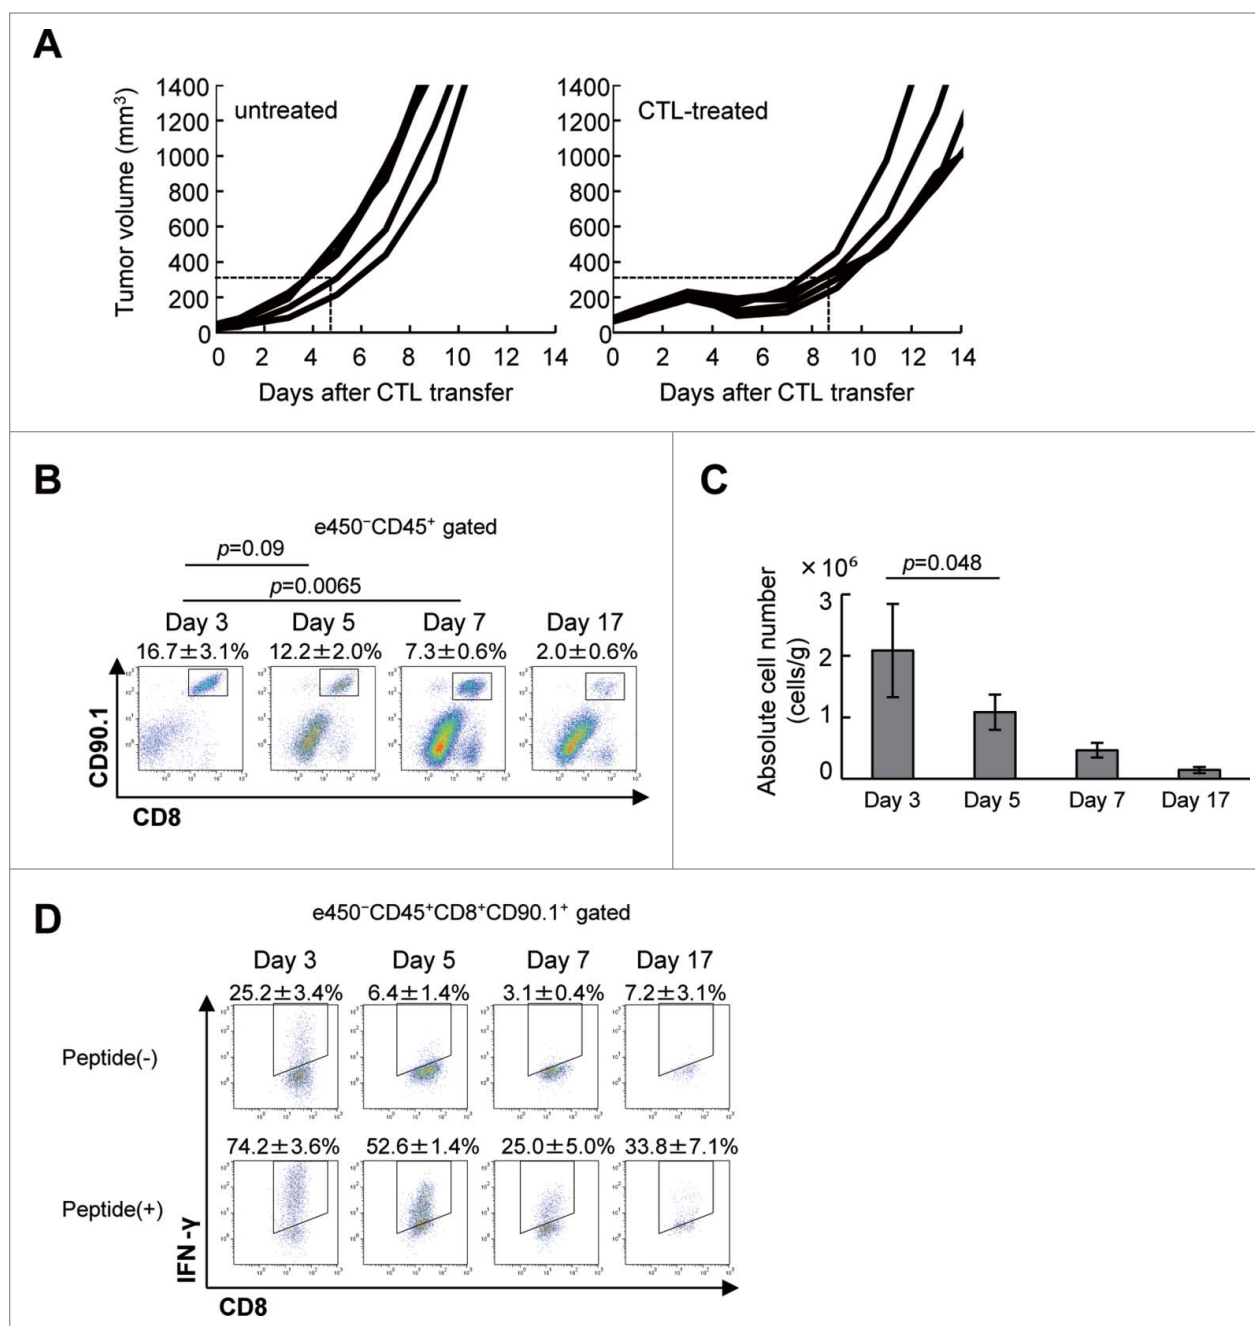 A
untreated
CTL-treated
Tumor volume (mm³)
1400
1200
1000
800
600
400
200
0
0 2 4 6 8 10 12 14
Days after CTL transfer
1400
1200
1000
800
600
400
200
0
0 2 4 6 8 10 12 14
Days after CTL transfer
B
e450⁻CD45⁺ gated
p=0.09
p=0.0065
Day 3 Day 5 Day 7 Day 17
16.7±3.1% 12.2±2.0% 7.3±0.6% 2.0±0.6%
CD90.1
CD8
C
×10⁶
p=0.048
Absolute cell number
(cells/g)
3
2
1
0
Day 3 Day 5 Day 7 Day 17
D
e450⁻CD45⁺CD8⁺CD90.1⁺ gated
Day 3 Day 5 Day 7 Day 17
25.2±3.4% 6.4±1.4% 3.1±0.4% 7.2±3.1%
Peptide(-)
74.2±3.6% 52.6±1.4% 25.0±5.0% 33.8±7.1%
Peptide(+)
IFN-γ
CD8